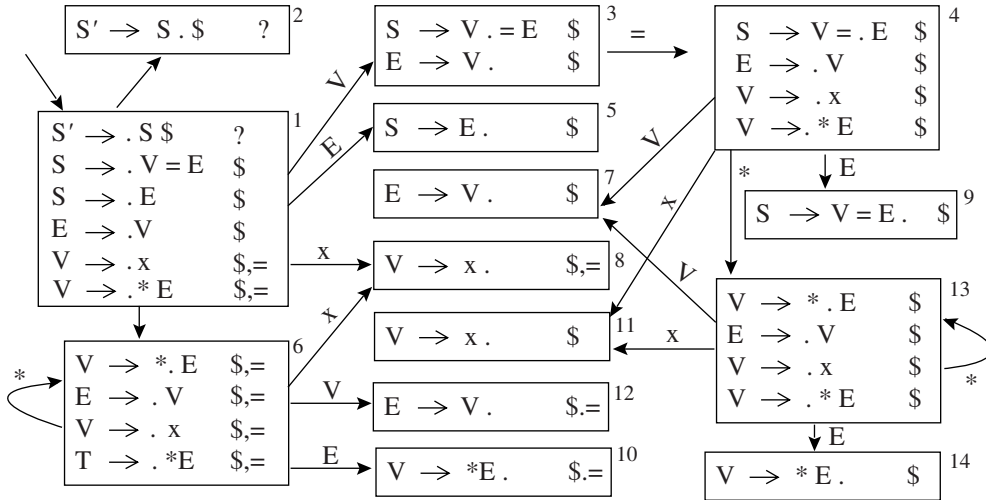 2
S′ → S . $ ?
3
S → V . = E $
E → V . $
=
4
S → V = . E $
E → . V $
V → . x $
V → . * E $
1
S′ → . S $ ?
S → . V = E $
S → . E $
E → .V $
V → . x $,=
V → . * E $,=
V
E
5
S → E . $
7
E → V . $
V
x
*
E
9
S → V = E . $
x
8
V → x . $,=
x
11
V → x . $
V
x
13
V → * . E $
E → . V $
V → . x $
V → . * E $
*
6
V → *. E $,=
E → . V $,=
V → . x $,=
T → . *E $,=
*
V
12
E → V . $.=
E
10
V → *E . $.=
E
14
V → * E . $